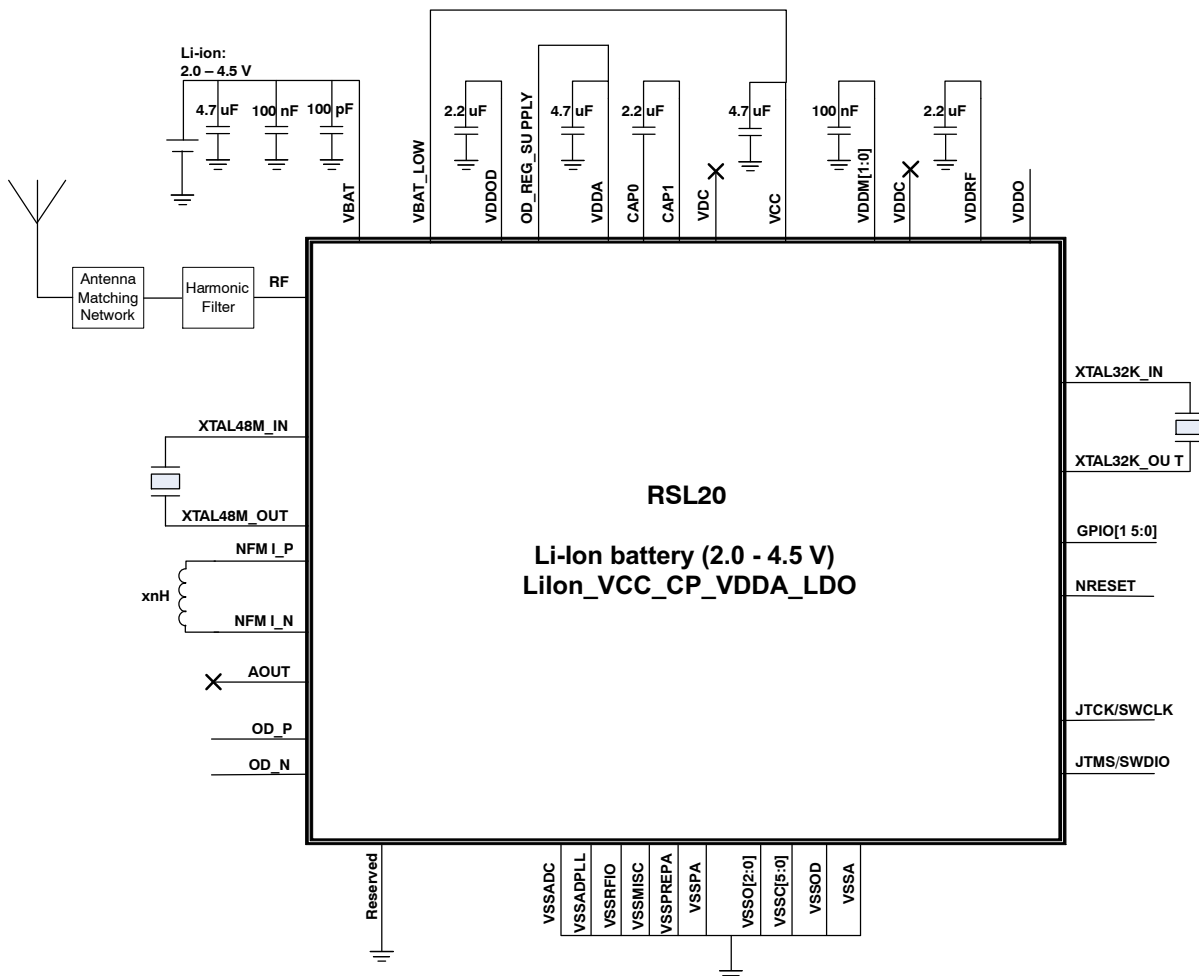 Li-ion:
2.0 – 4.5 V
4.7 uF
100 nF
100 pF
2.2 uF
4.7 uF
2.2 uF
4.7 uF
100 nF
2.2 uF
VBAT
VBAT_LOW
VDDOD
OD_REG_SU PPLY
VDDA
CAP0
CAP1
VDC
VCC
VDDM[1:0]
VDDC
VDDRF
VDDO
Antenna
Matching
Network
Harmonic
Filter
RF
XTAL48M_IN
XTAL48M_OUT
NFM I_P
xnH
NFM I_N
AOUT
OD_P
OD_N
RSL20
Li-Ion battery (2.0 - 4.5 V)
LiIon_VCC_CP_VDDA_LDO
XTAL32K_IN
XTAL32K_OU T
GPIO[1 5:0]
NRESET
JTCK/SWCLK
JTMS/SWDIO
Reserved
VSSADC
VSSADPLL
VSSRFIO
VSSMISC
VSSPREPA
VSSPA
VSSO[2:0]
VSSC[5:0]
VSSOD
VSSA